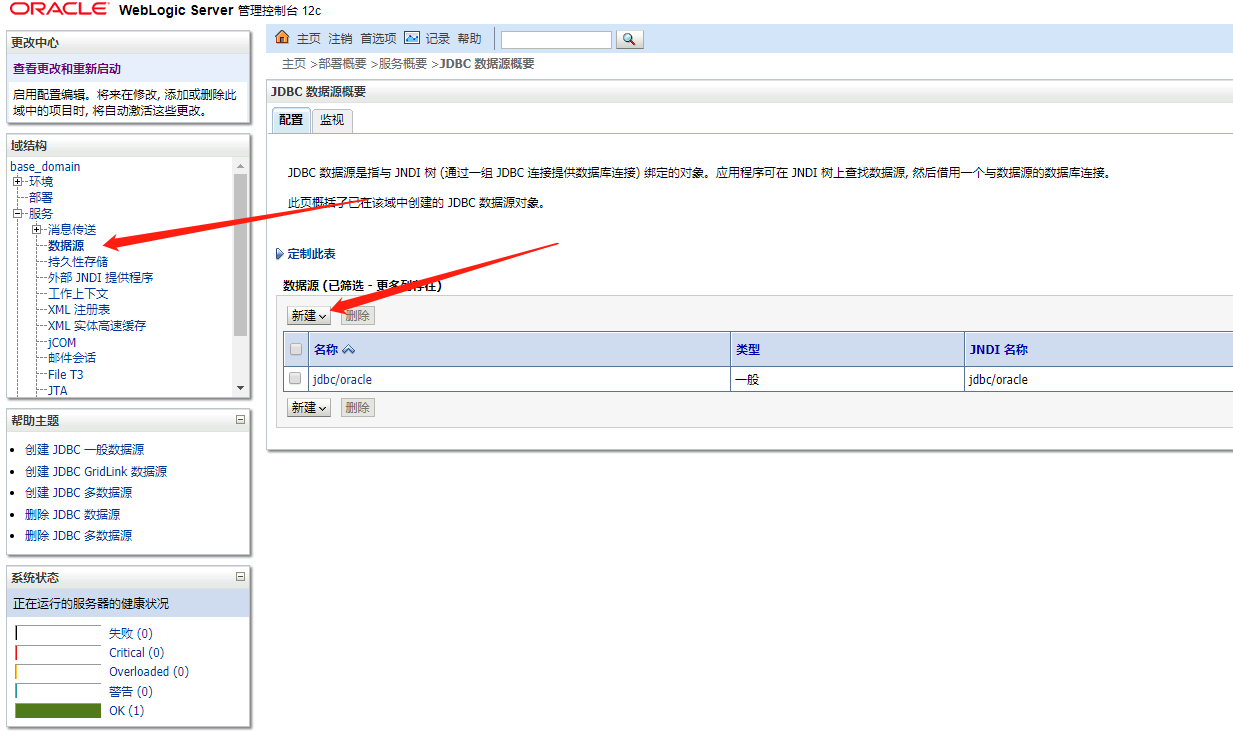 ORACLE WebLogic Server 管理控制台 12c
更改中心
查看更改和重新启动
启用配置编辑。将来在修改, 添加或删除此
域中的项目时, 将自动激活这些更改。
域结构
base_domain
环境
部署
服务
消息传送
数据源
持久性存储
外部 JNDI 提供程序
工作上下文
XML 注册表
XML 实体高速缓存
jCOM
邮件会话
File T3
JTA
帮助主题
创建 JDBC 一般数据源
创建 JDBC GridLink 数据源
创建 JDBC 多数据源
删除 JDBC 数据源
删除 JDBC 多数据源
系统状态
正在运行的服务器的健康状况
失败 (0)
Critical (0)
Overloaded (0)
警告 (0)
OK (1)
主页 注销 首选项 记录 帮助
主页 >部署概要 >服务概要 >JDBC 数据源概要
JDBC 数据源概要
配置 监视
JDBC 数据源是指与 JNDI 树 (通过一组 JDBC 连接提供数据库连接) 绑定的对象。应用程序可在 JNDI 树上查找数据源, 然后借用一个与数据源的数据库连接。
此页概括了已在该域中创建的 JDBC 数据源对象。
定制此表
数据源 (已筛选 - 更多列存在)
新建 删除
名称 类型 JNDI 名称
jdbc/oracle 一般 jdbc/oracle
新建 删除